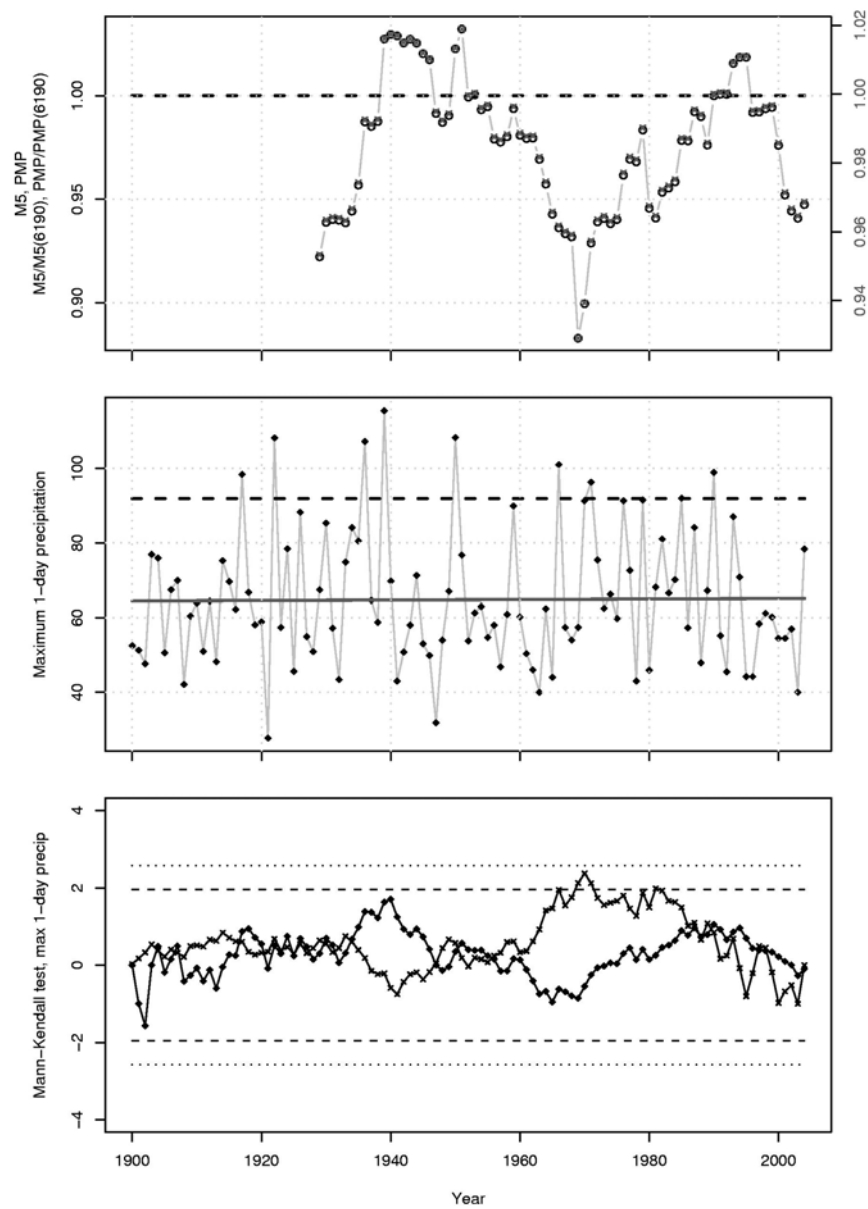 M5, PMP
M5/M5(6190), PMP/PMP(6190)
1.00
0.95
0.90
1.02
1.00
0.98
0.96
0.94
Maximum 1-day precipitation
100
80
60
40
Mann-Kendall test, max 1-day precip
4
2
0
-2
-4
1900 1920 1940 1960 1980 2000
Year